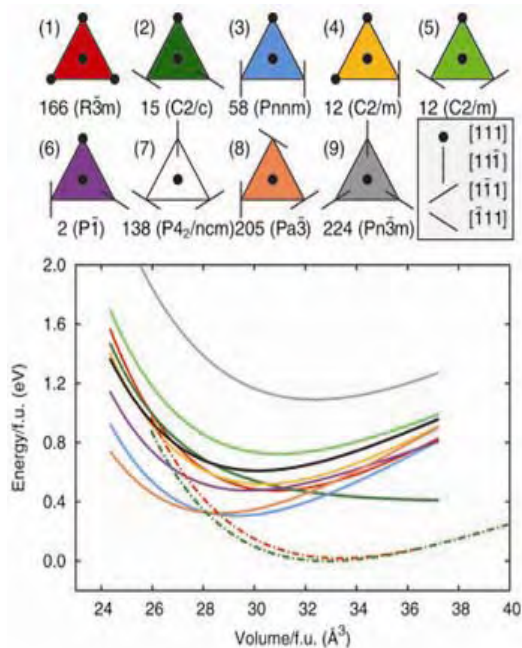 (1) (2) (3) (4) (5)
166 (R3̄m) 15 (C2/c) 58 (Pnnm) 12 (C2/m) 12 (C2/m)
(6) (7) (8) (9) [111]
[111̄]
[11̄1]
[1̄11]
2 (P1̄) 138 (P4₂/ncm) 205 (Pa3̄) 224 (Pn3̄m)
2.0
1.6
1.2
0.8
0.4
0.0
Energy/f.u. (eV)
24 26 28 30 32 34 36 38 40
Volume/f.u. (Å³)